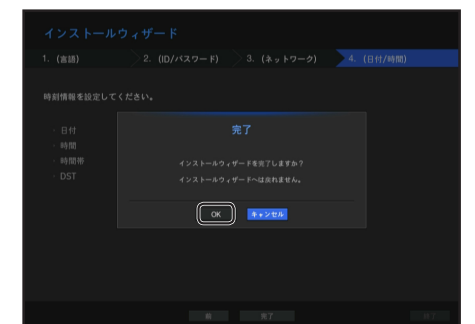 インストールウィザード
1. (言語)
2. (ID/パスワード)
3. (ネットワーク)
4. (日付/時間)
時刻情報を設定してください。
· 日付
· 時間
· 時間帯
· DST
完了
インストールウィザードを完了しますか？
インストールウィザードへは戻れません。
OK
キャンセル
前
完了
終了